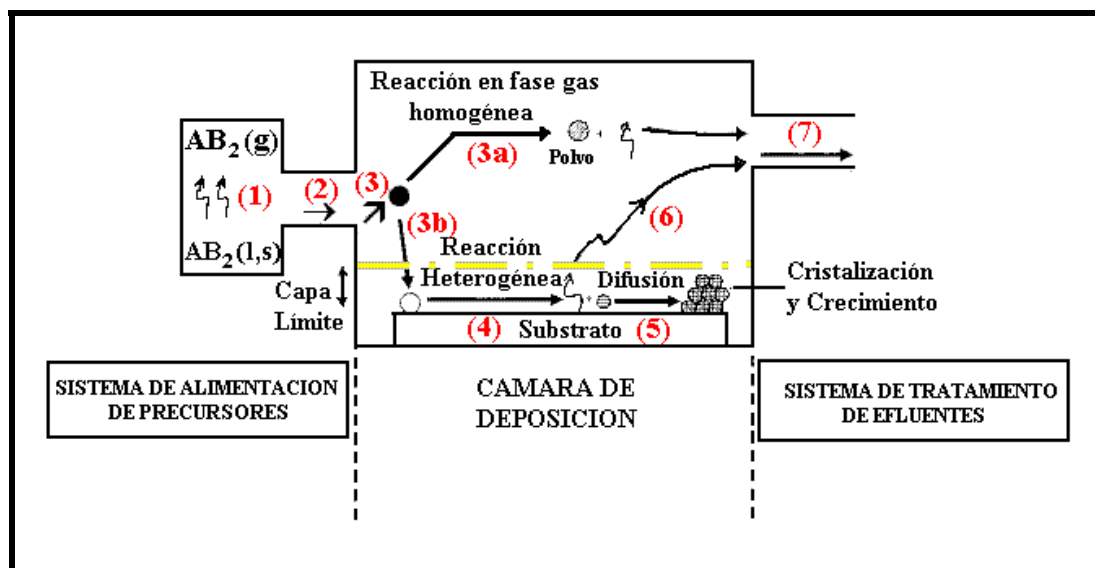 Reacción en fase gas
homogénea
AB2(g)
(1)
AB2(l,s)
(2)
(3)
(3a)
Polvo
+
(7)
(3b)
(6)
Reacción
Heterogénea
+
Difusión
Capa
Límite
(4)
Substrato
(5)
Cristalización
y Crecimiento
SISTEMA DE ALIMENTACION
DE PRECURSORES
CAMARA DE
DEPOSICION
SISTEMA DE TRATAMIENTO
DE EFLUENTES